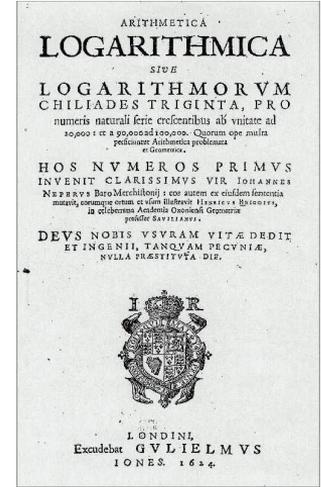 ARITHMETICA
LOGARITHMICA
SIVE
LOGARITHMORVM
CHILIADES TRIGINTA, PRO
numeris naturali serie crescentibus ab vnitate ad
20,000: et a 90,000 ad 100,000. Quorum ope multa
perficiuntur Arithmetica problemata
et Geometrica.
HOS NVMEROS PRIMVS
INVENIT CLARISSIMVS VIR IOHANNES
NEPERVS Baro Merchistonij: eos autem ex eiusdem sententia
mutavit, eorumque ortum et vsum illustravit HENRICVS BRIGGIVS,
in celeberrima Academia Oxoniensi Geometriæ
professor SAVILIANVS.
DEVS NOBIS VSVRAM VITÆ DEDIT
ET INGENII, TANQVAM PECVNIÆ,
NVLLA PRÆSTITVTA DIE.
I R
LONDINI,
Excudebat GVLIELMVS
IONES. 1624.